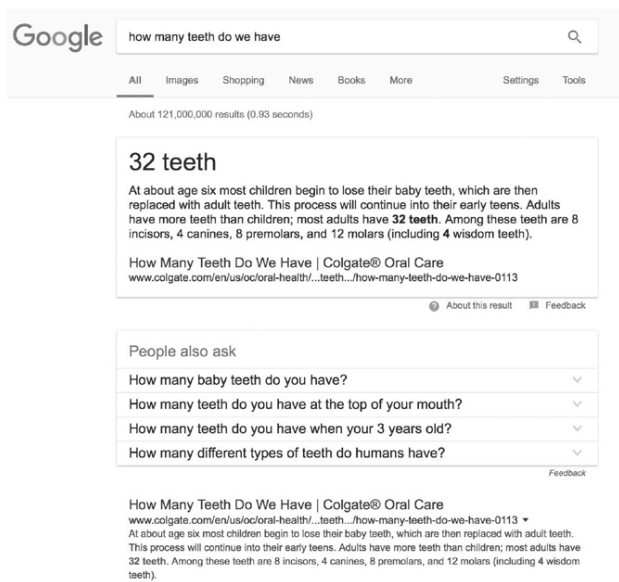 Google
how many teeth do we have
All Images Shopping News Books More Settings Tools
About 121,000,000 results (0.93 seconds)
32 teeth
At about age six most children begin to lose their baby teeth, which are then
replaced with adult teeth. This process will continue into their early teens. Adults
have more teeth than children; most adults have 32 teeth. Among these teeth are 8
incisors, 4 canines, 8 premolars, and 12 molars (including 4 wisdom teeth).
How Many Teeth Do We Have | Colgate® Oral Care
www.colgate.com/en/us/oc/oral-health/...teeth.../how-many-teeth-do-we-have-0113
About this result Feedback
People also ask
How many baby teeth do you have?
How many teeth do you have at the top of your mouth?
How many teeth do you have when your 3 years old?
How many different types of teeth do humans have?
Feedback
How Many Teeth Do We Have | Colgate® Oral Care
www.colgate.com/en/us/oc/oral-health/...teeth.../how-many-teeth-do-we-have-0113
At about age six most children begin to lose their baby teeth, which are then replaced with adult teeth.
This process will continue into their early teens. Adults have more teeth than children; most adults have
32 teeth. Among these teeth are 8 incisors, 4 canines, 8 premolars, and 12 molars (including 4 wisdom
teeth).